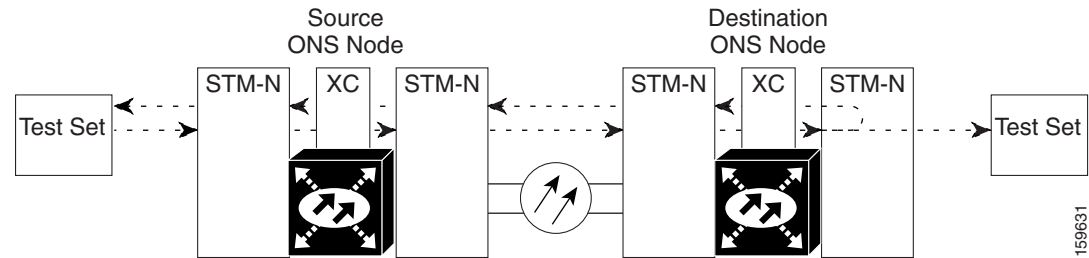 Source
ONS Node
Destination
ONS Node
STM-N
XC
STM-N
STM-N
XC
STM-N
Test Set
Test Set
159631